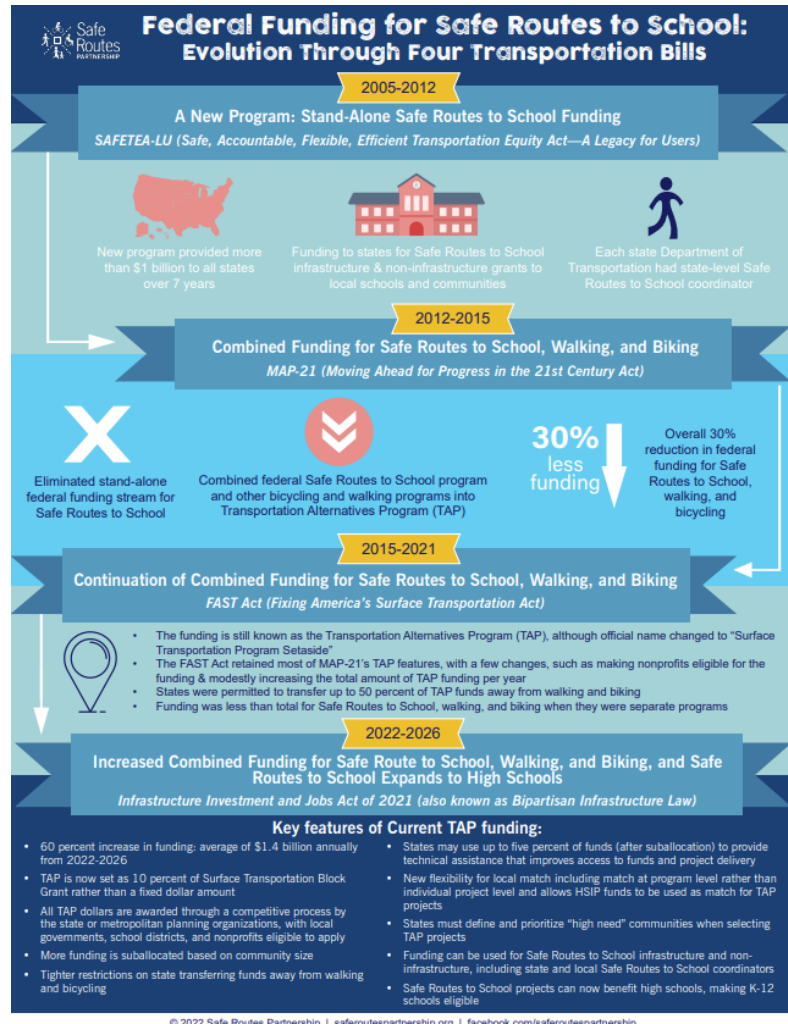 Safe
Routes
PARTNERSHIP
Federal Funding for Safe Routes to School:
Evolution Through Four Transportation Bills
2005-2012
A New Program: Stand-Alone Safe Routes to School Funding
SAFETEA-LU (Safe, Accountable, Flexible, Efficient Transportation Equity Act—A Legacy for Users)
New program provided more
than $1 billion to all states
over 7 years
Funding to states for Safe Routes to School
infrastructure & non-infrastructure grants to
local schools and communities
Each state Department of
Transportation had state-level Safe
Routes to School coordinator
2012-2015
Combined Funding for Safe Routes to School, Walking, and Biking
MAP-21 (Moving Ahead for Progress in the 21st Century Act)
Eliminated stand-alone
federal funding stream for
Safe Routes to School
Combined federal Safe Routes to School program
and other bicycling and walking programs into
Transportation Alternatives Program (TAP)
30%
less
funding
Overall 30%
reduction in federal
funding for Safe
Routes to School,
walking, and
bicycling
2015-2021
Continuation of Combined Funding for Safe Routes to School, Walking, and Biking
FAST Act (Fixing America's Surface Transportation Act)
• The funding is still known as the Transportation Alternatives Program (TAP), although official name changed to "Surface
Transportation Program Setaside"
• The FAST Act retained most of MAP-21's TAP features, with a few changes, such as making nonprofits eligible for the
funding & modestly increasing the total amount of TAP funding per year
• States were permitted to transfer up to 50 percent of TAP funds away from walking and biking
• Funding was less than total for Safe Routes to School, walking, and biking when they were separate programs
2022-2026
Increased Combined Funding for Safe Route to School, Walking, and Biking, and Safe
Routes to School Expands to High Schools
Infrastructure Investment and Jobs Act of 2021 (also known as Bipartisan Infrastructure Law)
Key features of Current TAP funding:
• 60 percent increase in funding: average of $1.4 billion annually
from 2022-2026
• TAP is now set as 10 percent of Surface Transportation Block
Grant rather than a fixed dollar amount
• All TAP dollars are awarded through a competitive process by
the state or metropolitan planning organizations, with local
governments, school districts, and nonprofits eligible to apply
• More funding is suballocated based on community size
• Tighter restrictions on state transferring funds away from walking
and bicycling
• States may use up to five percent of funds (after suballocation) to provide
technical assistance that improves access to funds and project delivery
• New flexibility for local match including match at program level rather than
individual project level and allows HSIP funds to be used as match for TAP
projects
• States must define and prioritize "high need" communities when selecting
TAP projects
• Funding can be used for Safe Routes to School infrastructure and non-
infrastructure, including state and local Safe Routes to School coordinators
• Safe Routes to School projects can now benefit high schools, making K-12
schools eligible
© 2022 Safe Routes Partnership | saferoutespartnership.org | facebook.com/saferoutespartnership